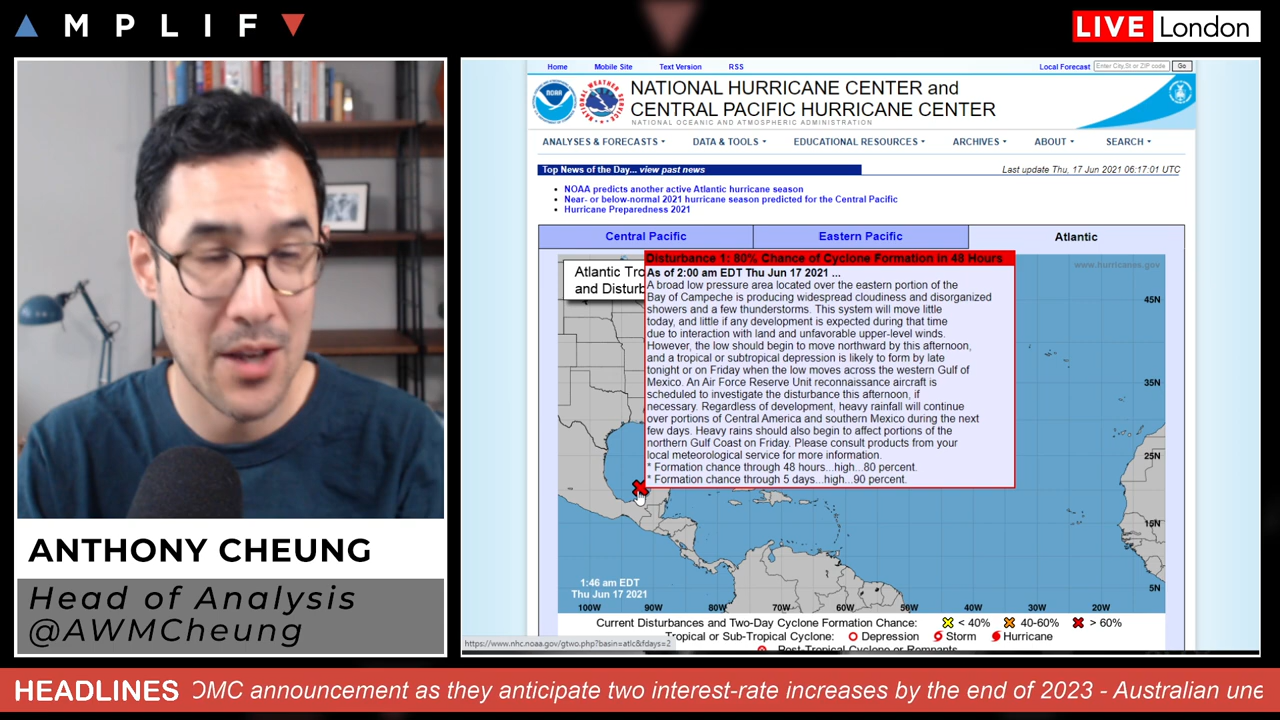 AMPLIFY
LIVE London
Home Mobile Site Text Version RSS Local Forecast Enter City,St or ZIP code Go
NOAA
NATIONAL HURRICANE CENTER and
CENTRAL PACIFIC HURRICANE CENTER
NATIONAL OCEANIC AND ATMOSPHERIC ADMINISTRATION
ANALYSES & FORECASTS DATA & TOOLS EDUCATIONAL RESOURCES ARCHIVES ABOUT SEARCH
Top News of the Day... view past news Last update Thu, 17 Jun 2021 06:17:01 UTC
NOAA predicts another active Atlantic hurricane season
Near- or below-normal 2021 hurricane season predicted for the Central Pacific
Hurricane Preparedness 2021
Central Pacific Eastern Pacific Atlantic
Atlantic Tro
and Disturb
www.hurricanes.gov
Disturbance 1: 80% Chance of Cyclone Formation in 48 Hours
As of 2:00 am EDT Thu Jun 17 2021 ...
A broad low pressure area located over the eastern portion of the
Bay of Campeche is producing widespread cloudiness and disorganized
showers and a few thunderstorms. This system will move little
today, and little if any development is expected during that time
due to interaction with land and unfavorable upper-level winds.
However, the low should begin to move northward by this afternoon,
and a tropical or subtropical depression is likely to form by late
tonight or on Friday when the low moves across the western Gulf of
Mexico. An Air Force Reserve Unit reconnaissance aircraft is
scheduled to investigate the disturbance this afternoon, if
necessary. Regardless of development, heavy rainfall will continue
over portions of Central America and southern Mexico during the next
few days. Heavy rains should also begin to affect portions of the
northern Gulf Coast on Friday. Please consult products from your
local meteorological service for more information.
* Formation chance through 48 hours...high...80 percent.
* Formation chance through 5 days...high...90 percent.
45N
35N
25N
15N
5N
1:46 am EDT
Thu Jun 17 2021
100W 90W 80W 70W 60W 50W 40W 30W 20W
Current Disturbances and Two-Day Cyclone Formation Chance: < 40% 40-60% > 60%
Tropical or Sub-Tropical Cyclone: Depression Storm Hurricane
Post-Tropical Cyclone or Remnants
https://www.nhc.noaa.gov/gtwo.php?basin=atlc&fdays=2
ANTHONY CHEUNG
Head of Analysis
@AWMCheung
HEADLINES OMC announcement as they anticipate two interest-rate increases by the end of 2023 - Australian une